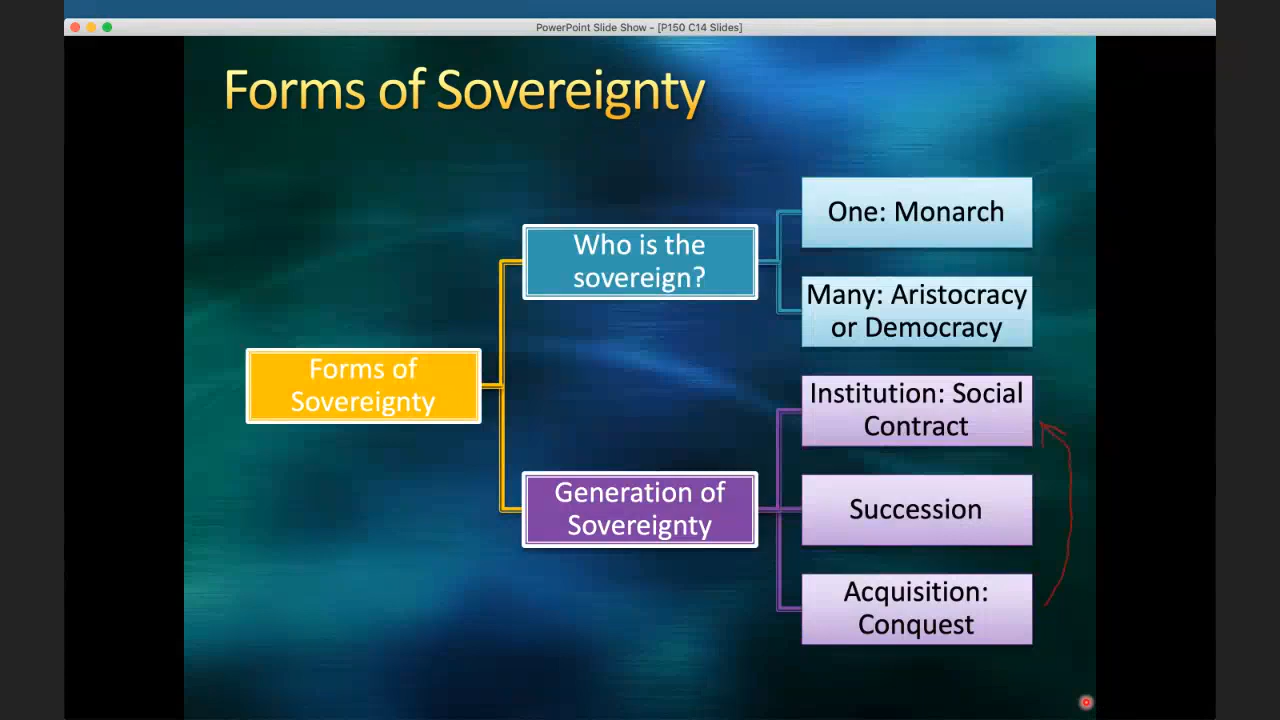 PowerPoint Slide Show - [P150 C14 Slides]
Forms of Sovereignty
Forms of
Sovereignty
Who is the
sovereign?
One: Monarch
Many: Aristocracy
or Democracy
Generation of
Sovereignty
Institution: Social
Contract
Succession
Acquisition:
Conquest